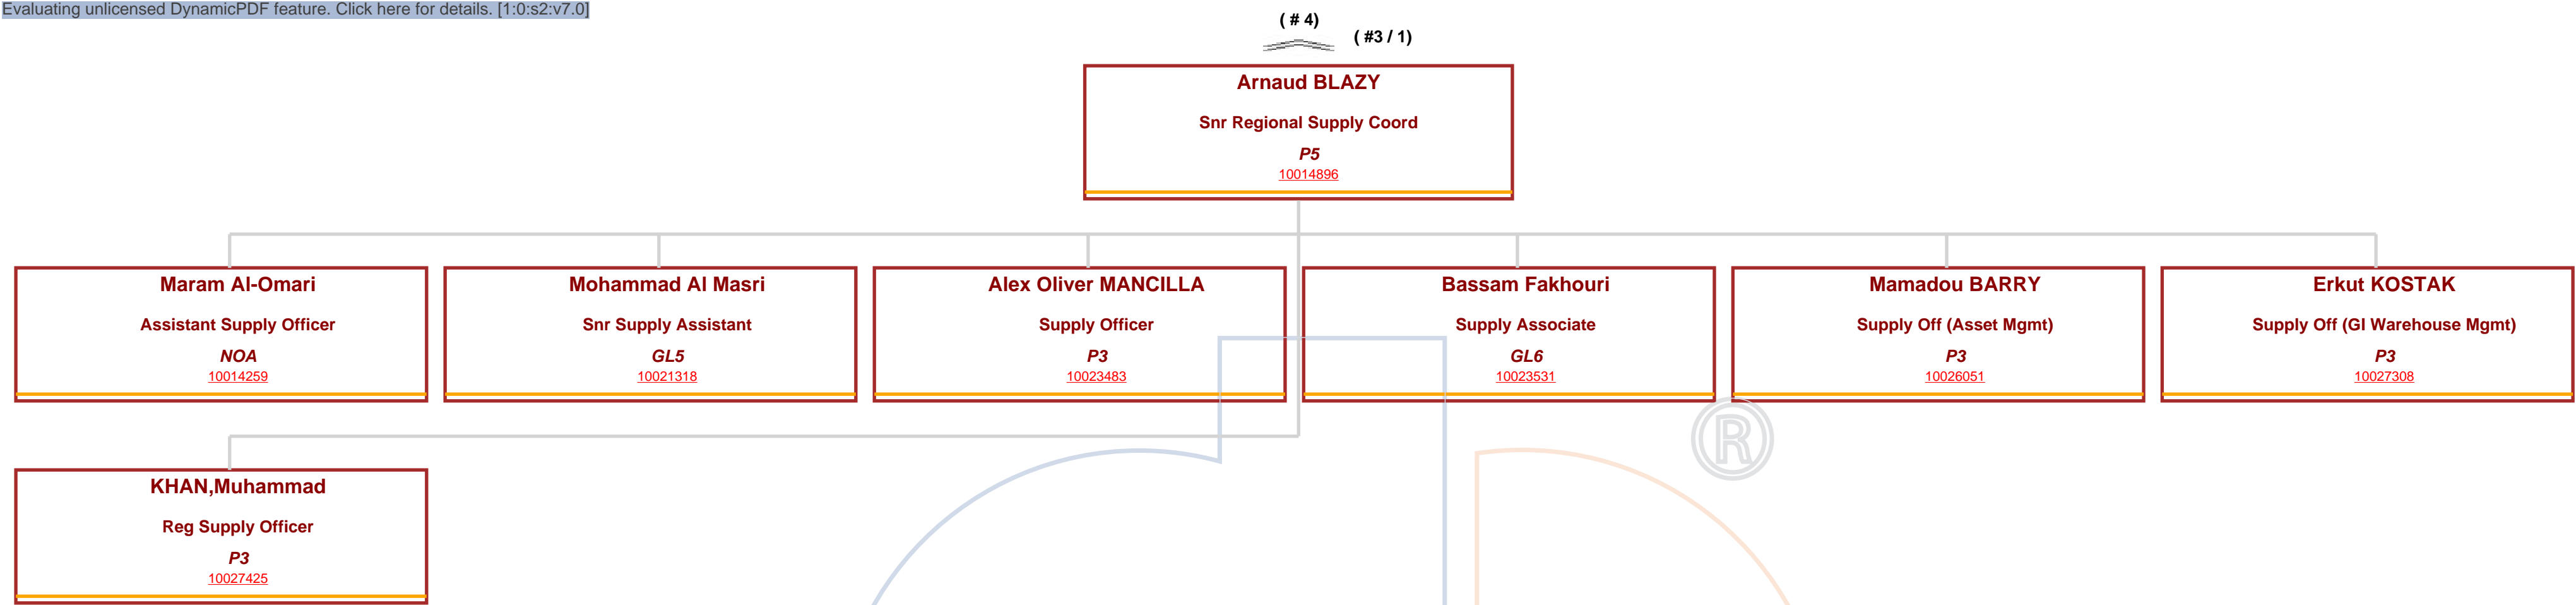 Evaluating unlicensed DynamicPDF feature. Click here for details. [1:0:s2:v7.0]
( # 4)
( #3 / 1)
Arnaud BLAZY
Snr Regional Supply Coord
P5
10014896
Maram Al-Omari
Assistant Supply Officer
NOA
10014259
Mohammad Al Masri
Snr Supply Assistant
GL5
10021318
Alex Oliver MANCILLA
Supply Officer
P3
10023483
Bassam Fakhouri
Supply Associate
GL6
10023531
Mamadou BARRY
Supply Off (Asset Mgmt)
P3
10026051
Erkut KOSTAK
Supply Off (GI Warehouse Mgmt)
P3
10027308
®
KHAN,Muhammad
Reg Supply Officer
P3
10027425